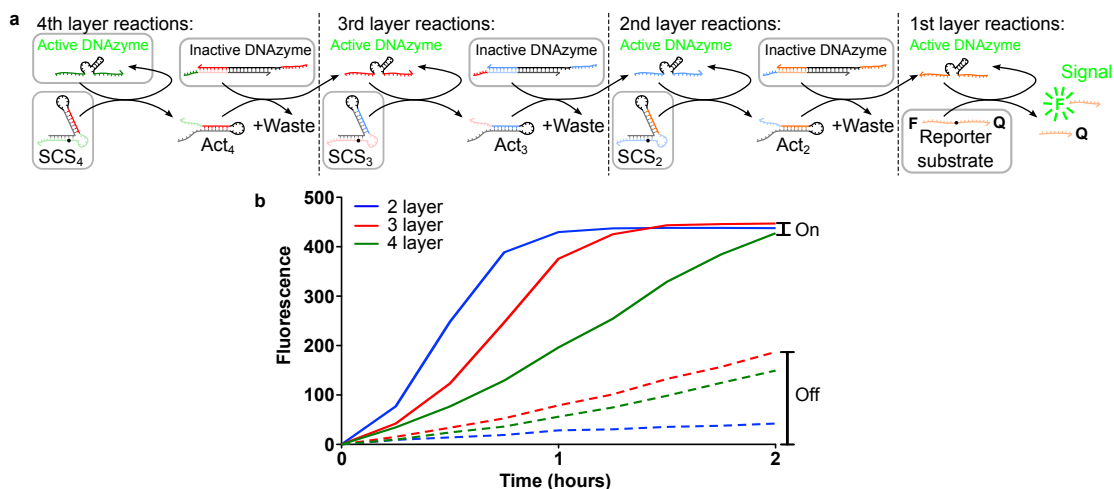 a
4th layer reactions: 3rd layer reactions: 2nd layer reactions: 1st layer reactions:
Active DNAzyme Inactive DNAzyme Active DNAzyme Inactive DNAzyme Active DNAzyme Inactive DNAzyme Active DNAzyme
Signal
F
SCS4 Act4 +Waste SCS3 Act3 +Waste SCS2 Act2 +Waste F Q Reporter substrate Q
b
500
400
300
200
100
0
Fluorescence
2 layer
3 layer
4 layer
On
Off
0 1 2
Time (hours)